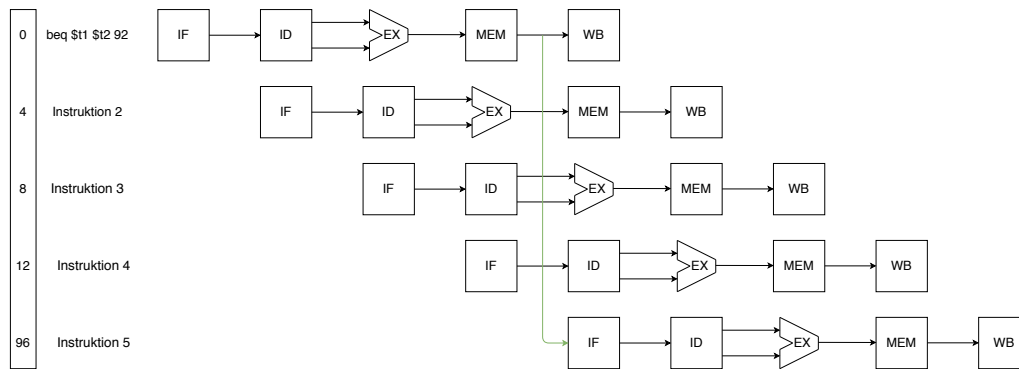 0 beq $t1 $t2 92 IF ID EX MEM WB
4 Instruktion 2 IF ID EX MEM WB
8 Instruktion 3 IF ID EX MEM WB
12 Instruktion 4 IF ID EX MEM WB
96 Instruktion 5 IF ID EX MEM WB